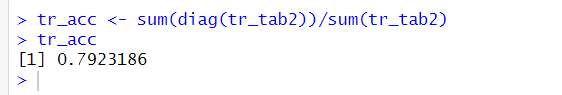 > tr_acc <- sum(diag(tr_tab2))/sum(tr_tab2)
> tr_acc
[1] 0.7923186
>